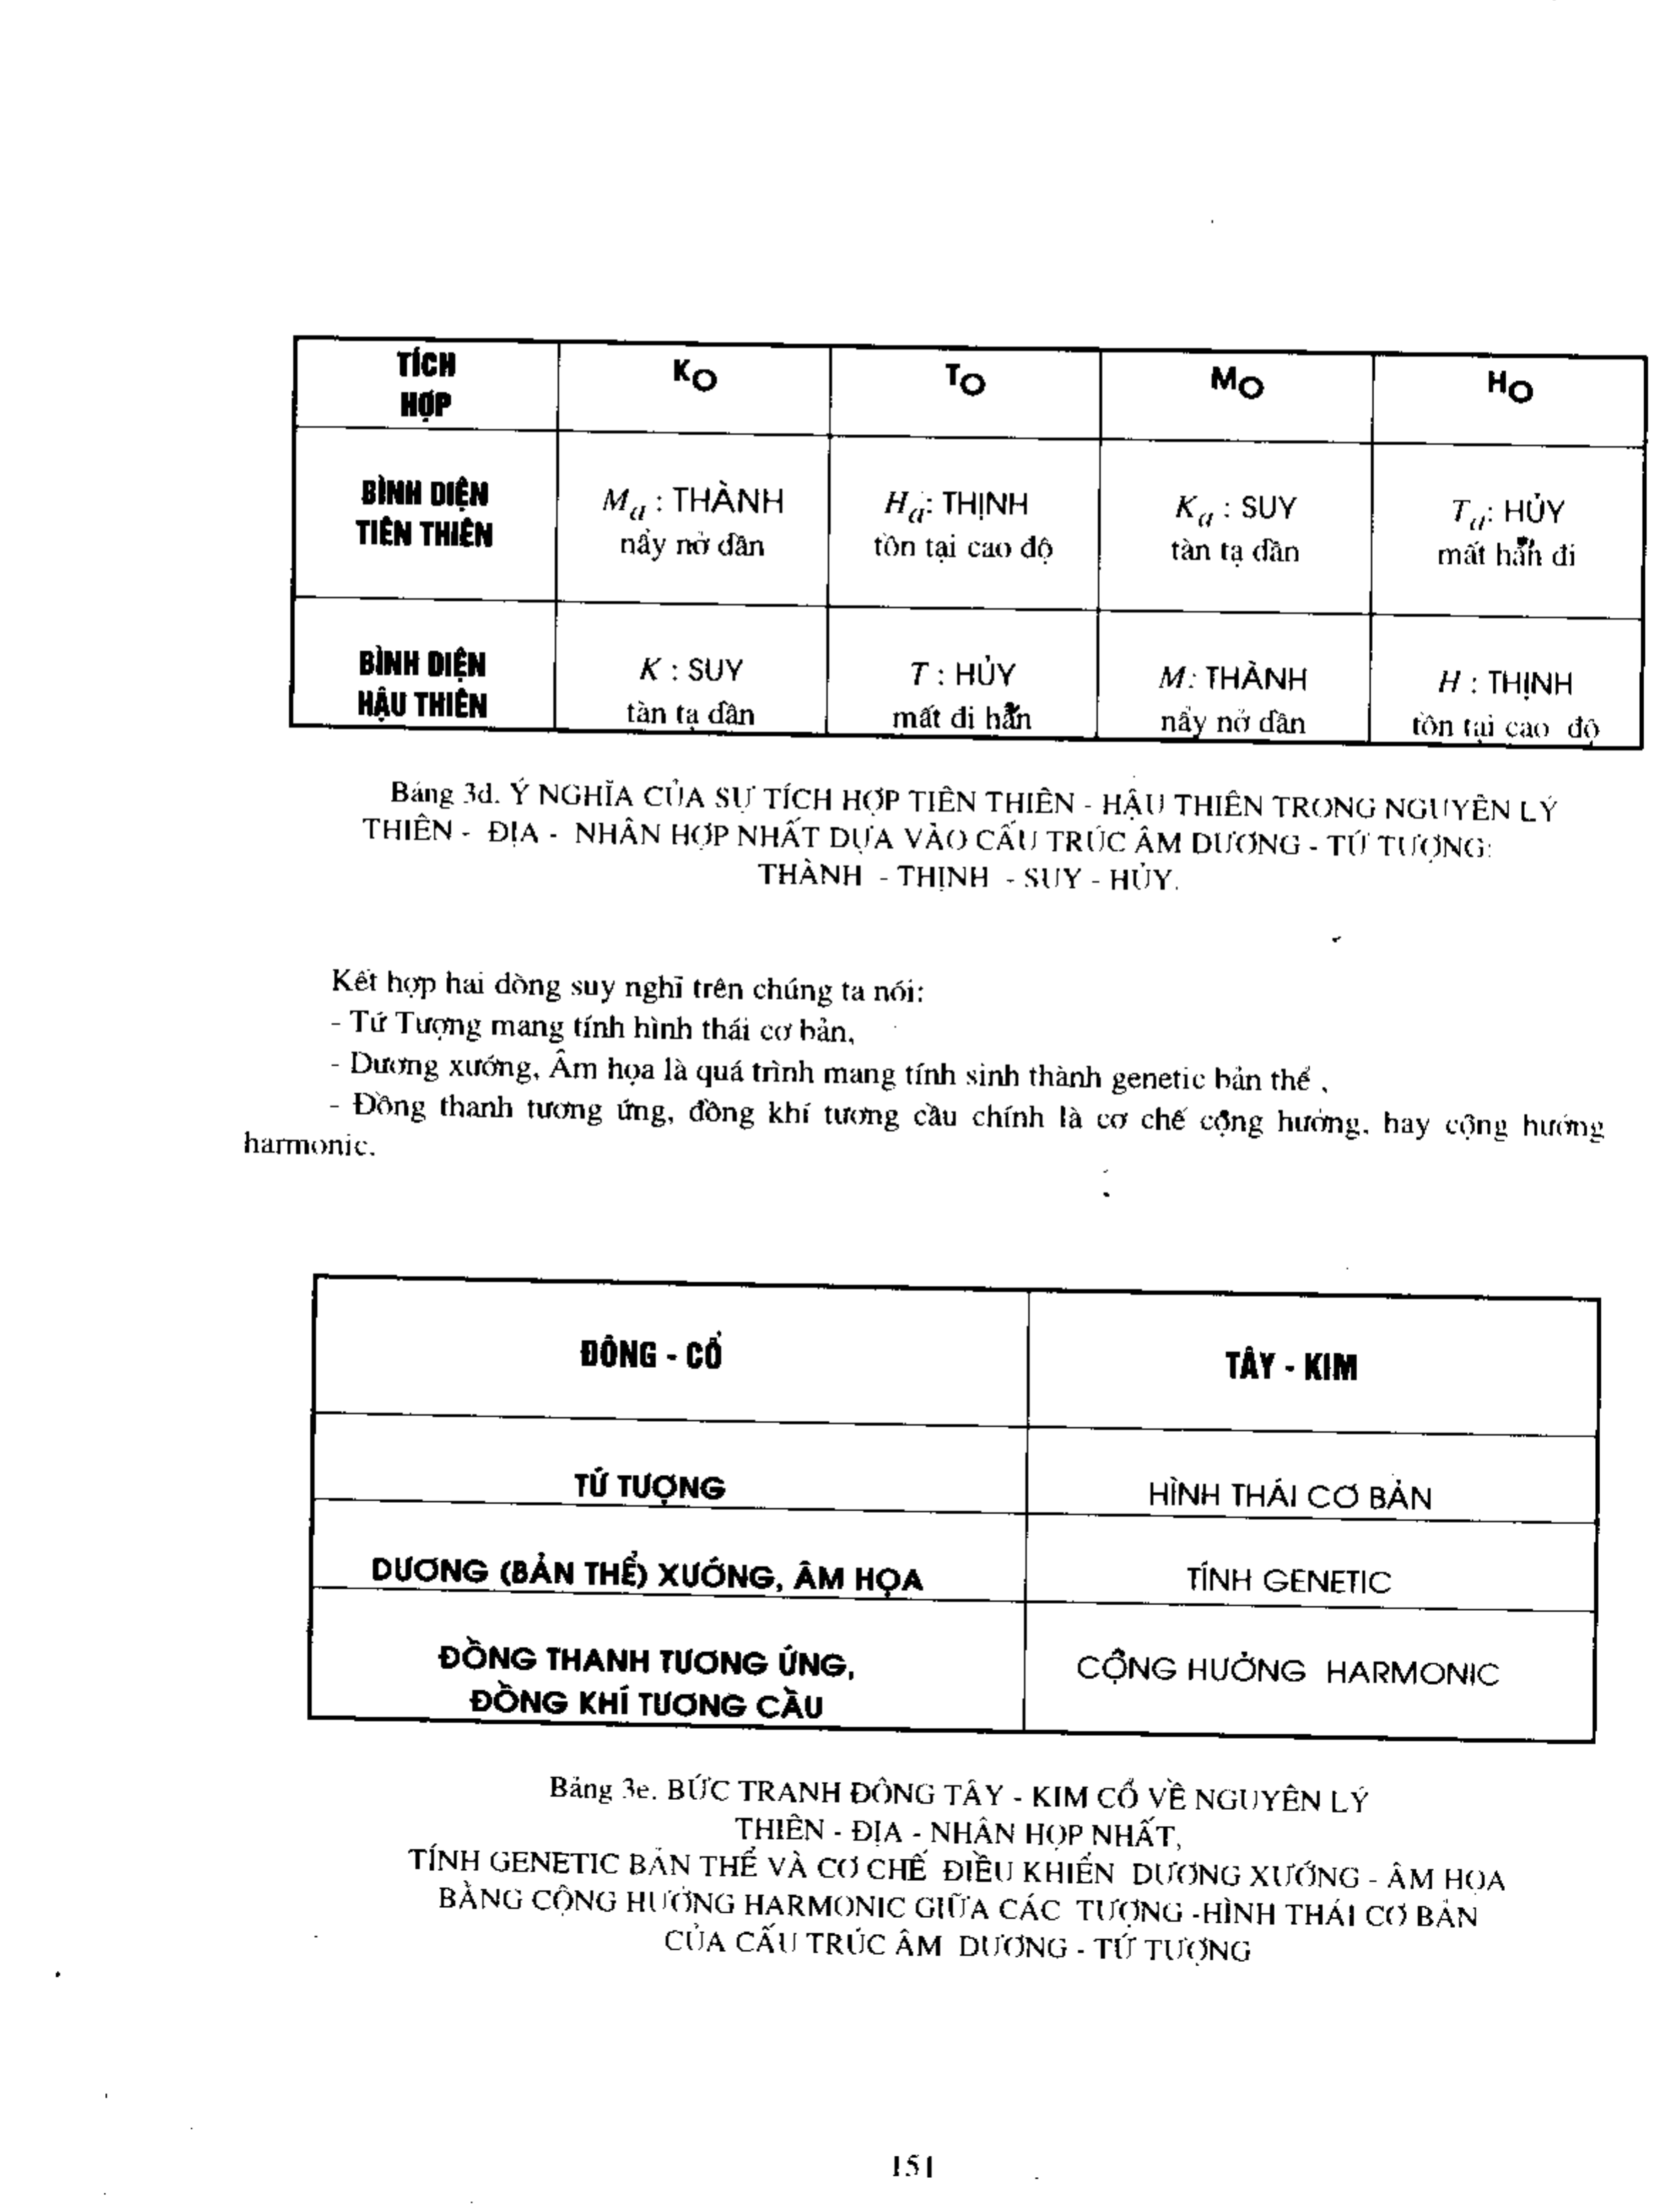 TÍCH HỢP K₀ T₀ M₀ H₀
BÌNH DIỆN TIÊN THIÊN
Mₐ : THÀNH nẩy nở dần
Hₐ: THỊNH tồn tại cao độ
Kₐ : SUY tàn tạ dần
Tₐ: HỦY mất hẳn đi
BÌNH DIỆN HẬU THIÊN
K : SUY tàn tạ dần
T : HỦY mất đi hẳn
M: THÀNH nẩy nở dần
H : THỊNH tồn tại cao độ
Bảng 3d. Ý NGHĨA CỦA SỰ TÍCH HỢP TIÊN THIÊN - HẬU THIÊN TRONG NGUYÊN LÝ
THIÊN - ĐỊA - NHÂN HỢP NHẤT DỰA VÀO CẤU TRÚC ÂM DƯƠNG - TỨ TƯỢNG:
THÀNH - THỊNH - SUY - HỦY.
Kết hợp hai dòng suy nghĩ trên chúng ta nói:
- Tứ Tượng mang tính hình thái cơ bản,
- Dương xướng, Âm họa là quá trình mang tính sinh thành genetic bản thể ,
- Đồng thanh tương ứng, đồng khí tương cầu chính là cơ chế cộng hưởng, hay cộng hưởng
harmonic.
ĐÔNG - CỔ TÂY - KIM
TỨ TƯỢNG HÌNH THÁI CƠ BẢN
DƯƠNG (BẢN THỂ) XƯỚNG, ÂM HỌA TÍNH GENETIC
ĐỒNG THANH TƯƠNG ỨNG, CỘNG HƯỞNG HARMONIC
ĐỒNG KHÍ TƯƠNG CẦU
Bảng 3e. BỨC TRANH ĐÔNG TÂY - KIM CỔ VỀ NGUYÊN LÝ
THIÊN - ĐỊA - NHÂN HỢP NHẤT,
TÍNH GENETIC BẢN THỂ VÀ CƠ CHẾ ĐIỀU KHIỂN DƯƠNG XƯỚNG - ÂM HỌA
BẰNG CỘNG HƯỞNG HARMONIC GIỮA CÁC TƯỢNG -HÌNH THÁI CƠ BẢN
CỦA CẤU TRÚC ÂM DƯƠNG - TỨ TƯỢNG
151